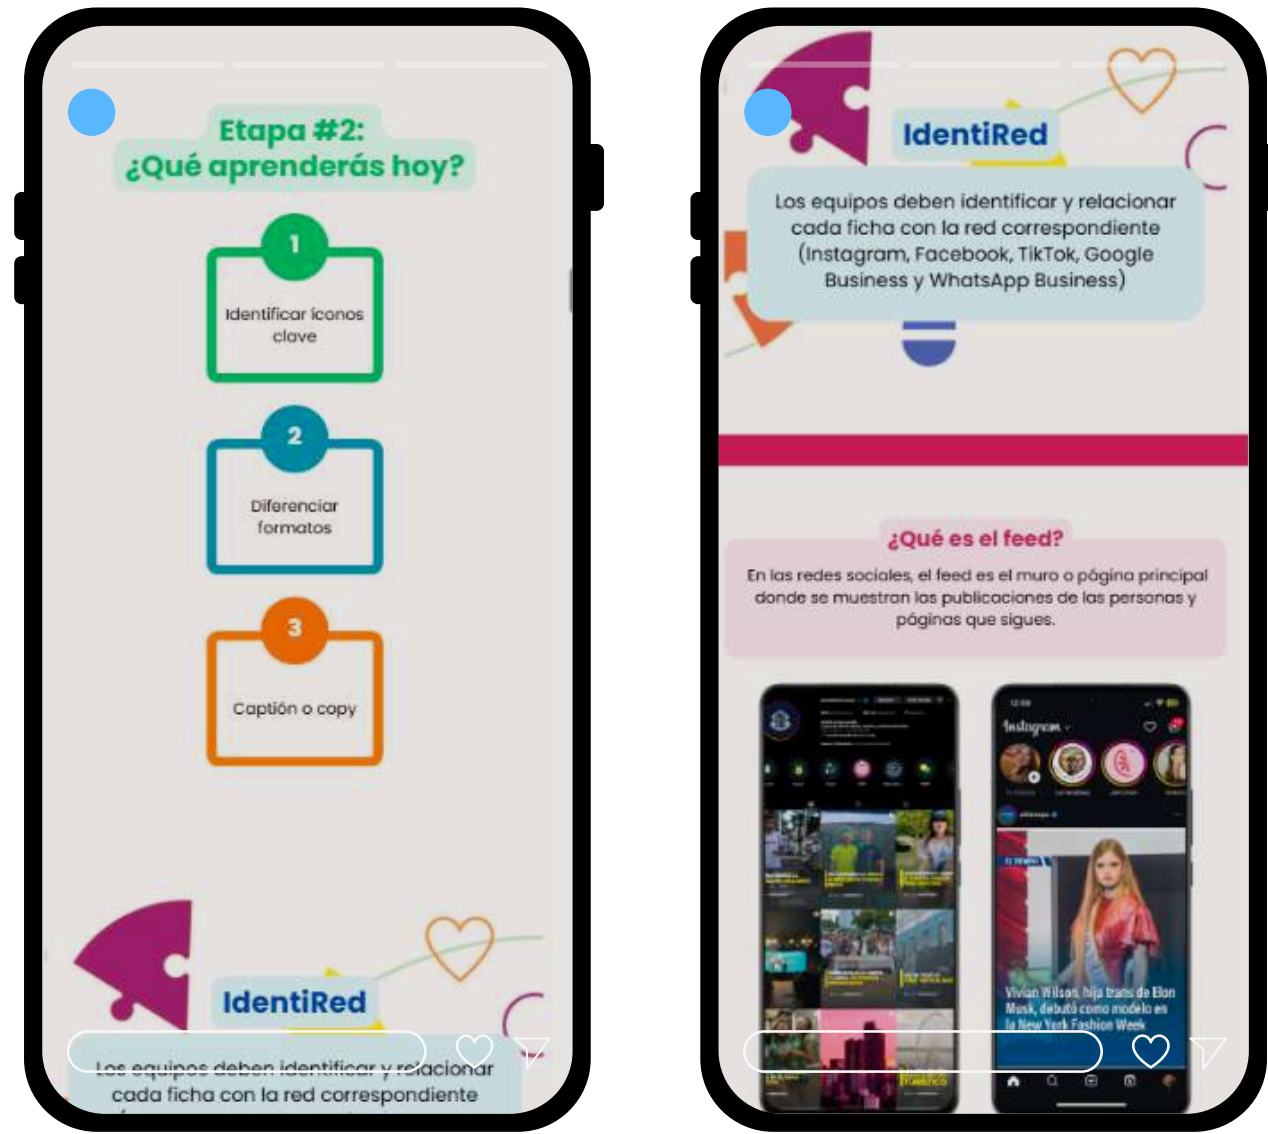 Etapa #2:
¿Qué aprenderás hoy?
1
Identificar íconos
clave
2
Diferenciar
formatos
3
Captión o copy
IdentiRed
Los equipos deben identificar y relacionar
cada ficha con la red correspondiente
IdentiRed
Los equipos deben identificar y relacionar
cada ficha con la red correspondiente
(Instagram, Facebook, TikTok, Google
Business y WhatsApp Business)
¿Qué es el feed?
En las redes sociales, el feed es el muro o página principal
donde se muestran las publicaciones de las personas y
páginas que sigues.
Instagram
EL TIEMPO
Vivian Wilson, hija trans de Elon
Musk, debutó como modelo en
la New York Fashion Week